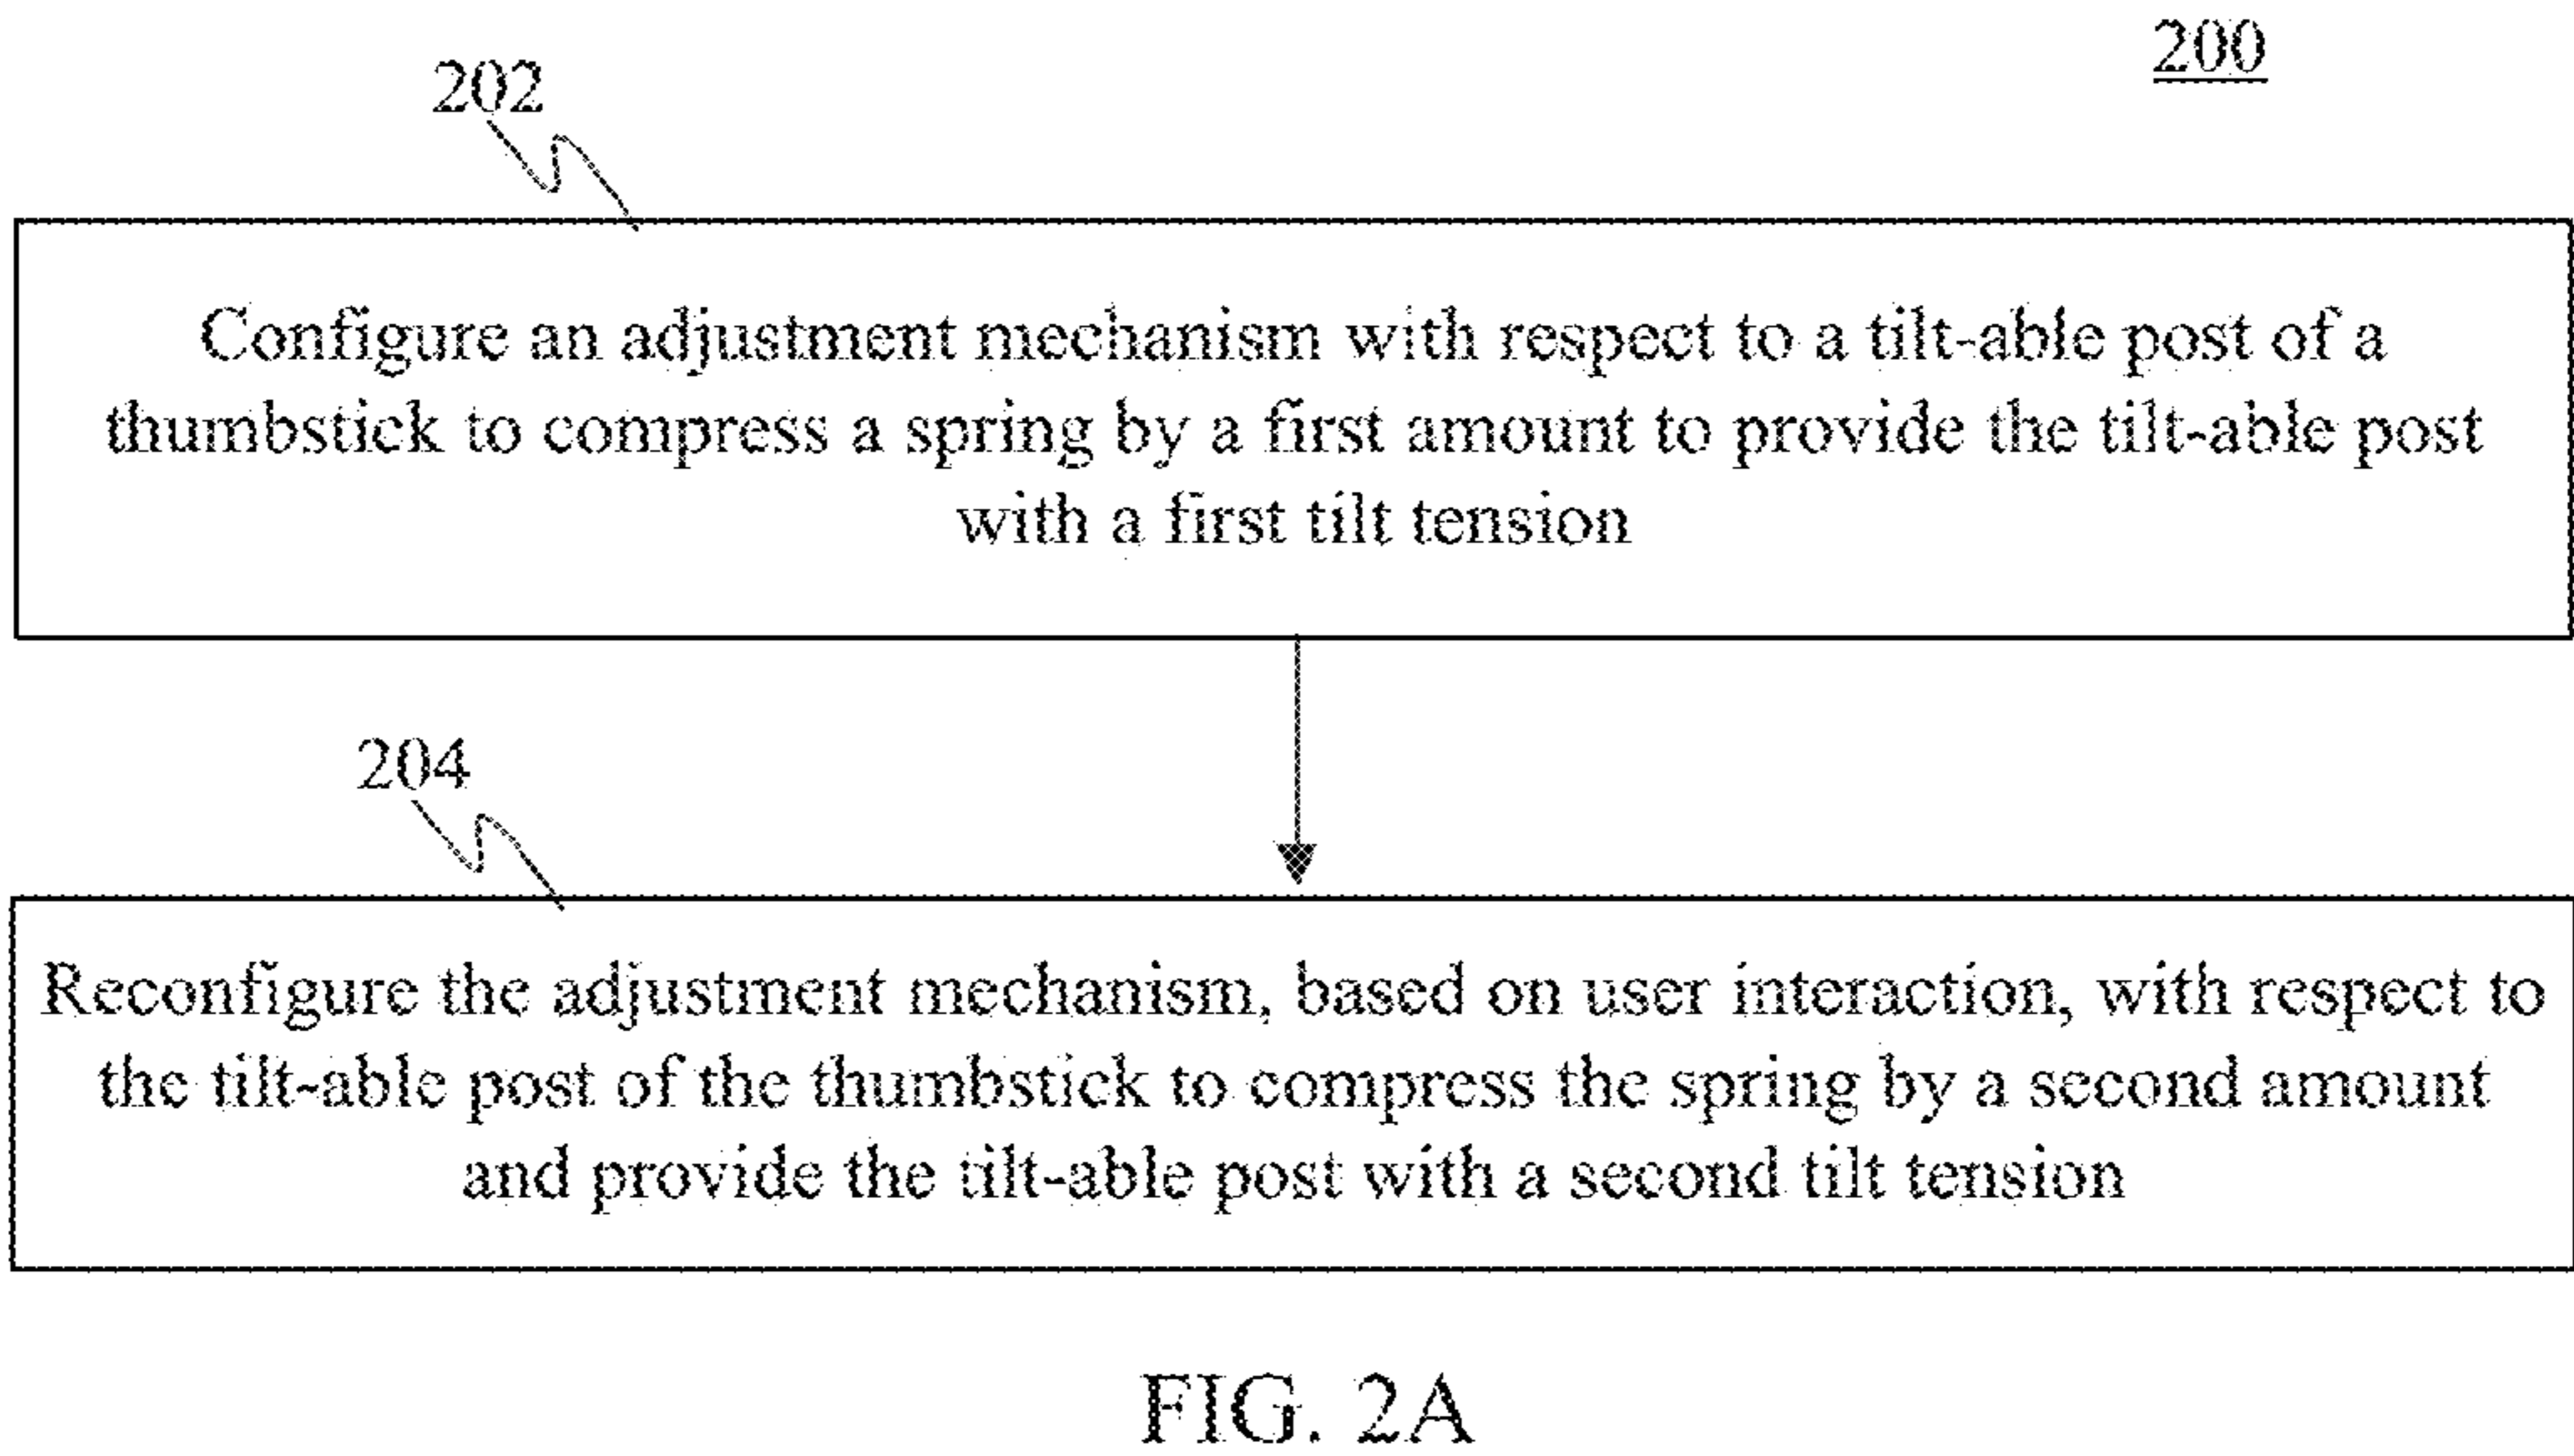 200
202
Configure an adjustment mechanism with respect to a tilt-able post of a
thumbstick to compress a spring by a first amount to provide the tilt-able post
with a first tilt tension
204
Reconfigure the adjustment mechanism, based on user interaction, with respect to
the tilt-able post of the thumbstick to compress the spring by a second amount
and provide the tilt-able post with a second tilt tension
FIG. 2A